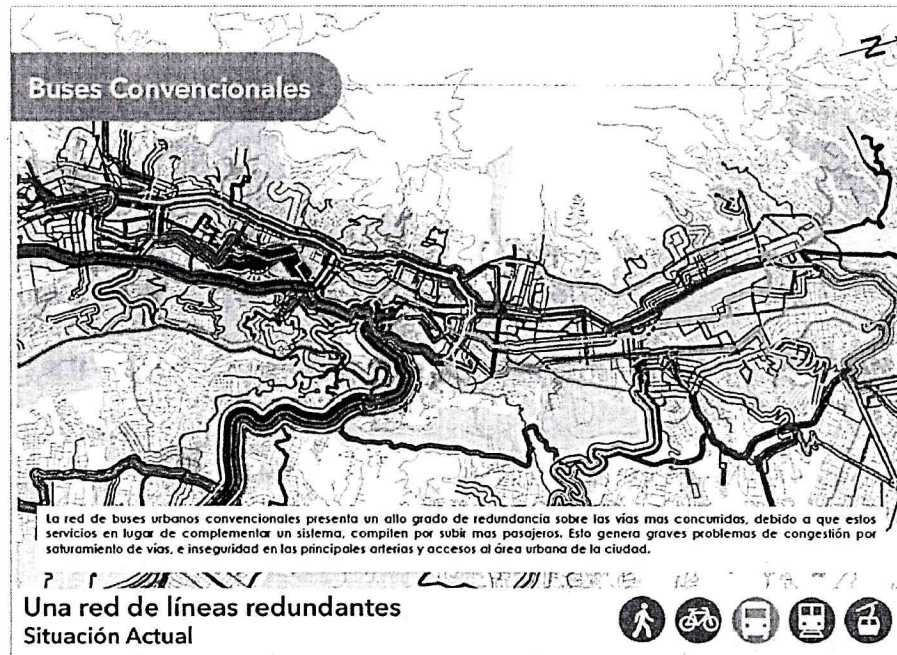 Buses Convencionales
La red de buses urbanos convencionales presenta un alto grado de redundancia sobre las vías mas concurridas, debido a que estos
servicios en lugar de complementar un sistema, compiten por subir mas pasajeros. Esto genera graves problemas de congestión por
saturamiento de vías, e inseguridad en las principales arterias y accesos al área urbana de la ciudad.
Una red de líneas redundantes
Situación Actual